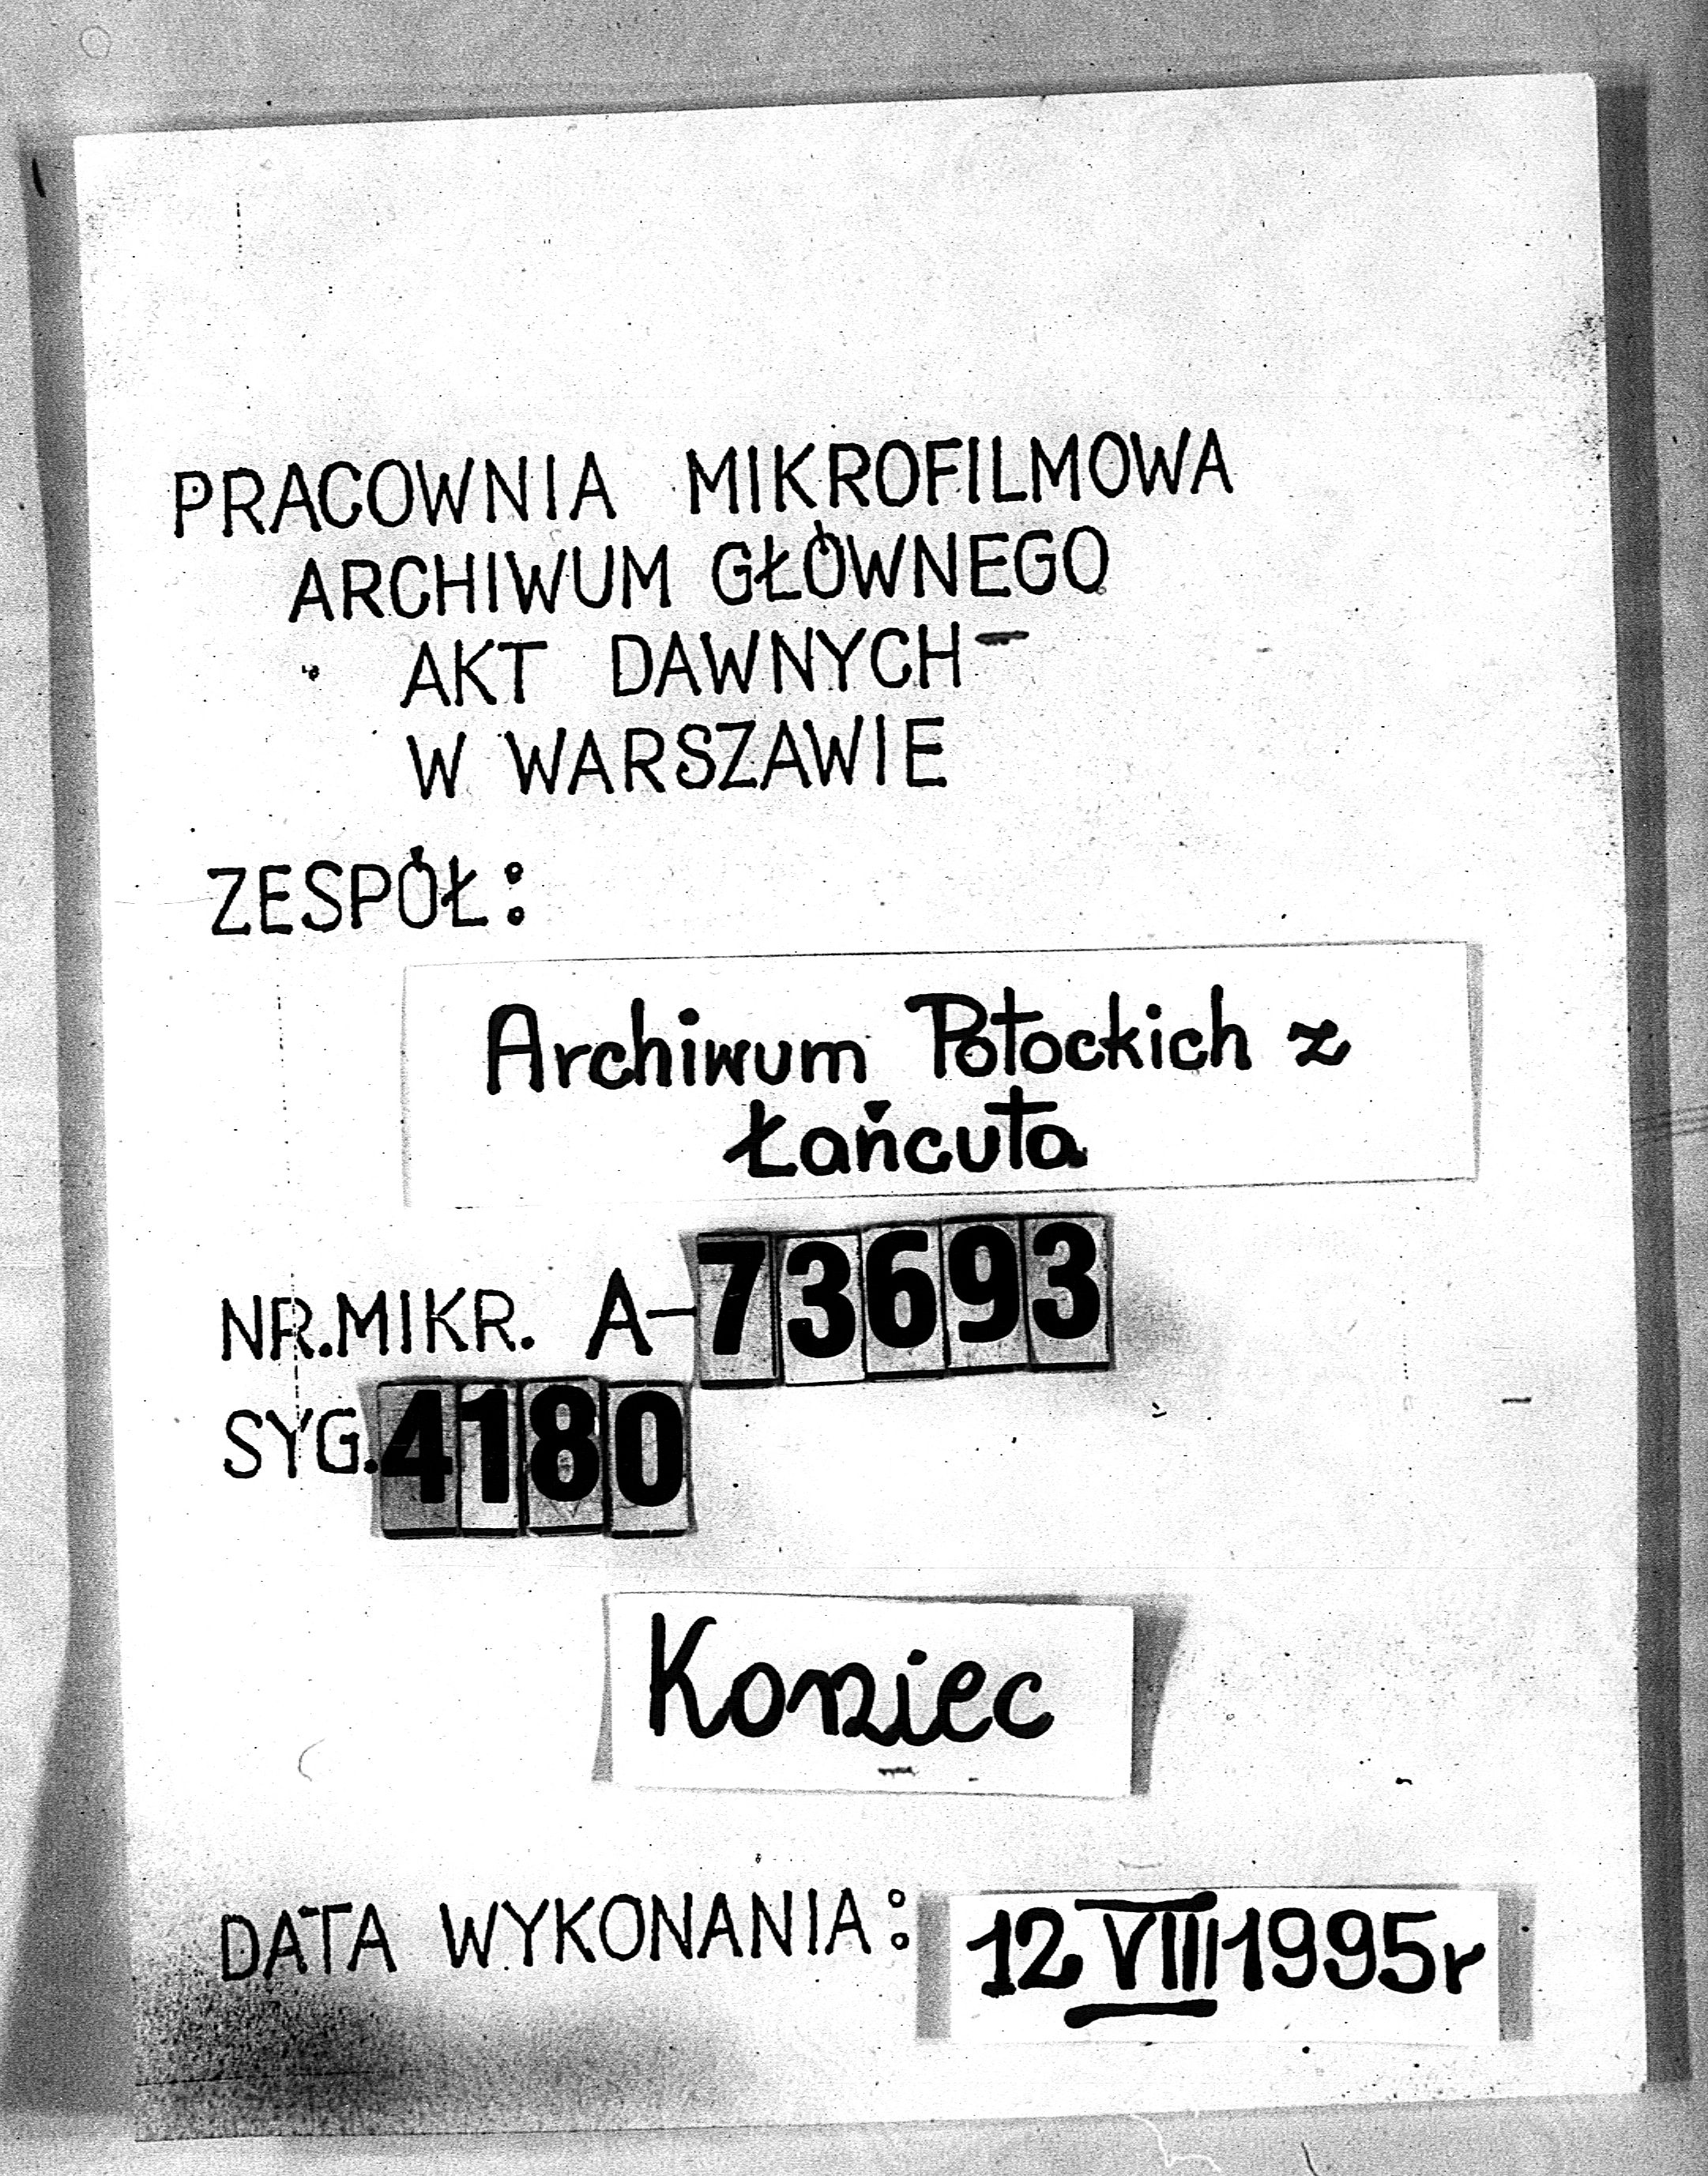 PRACOWNIA MIKROFILMOWA
ARCHIWUM GŁÓWNEGO
AKT DAWNYCH
W WARSZAWIE
ZESPÓŁ:
Archiwum Potockich z
Łańcuta
NR.MIKR. A-73693
SYG.4180
Koniec
DATA WYKONANIA: 12 VIII 1995r